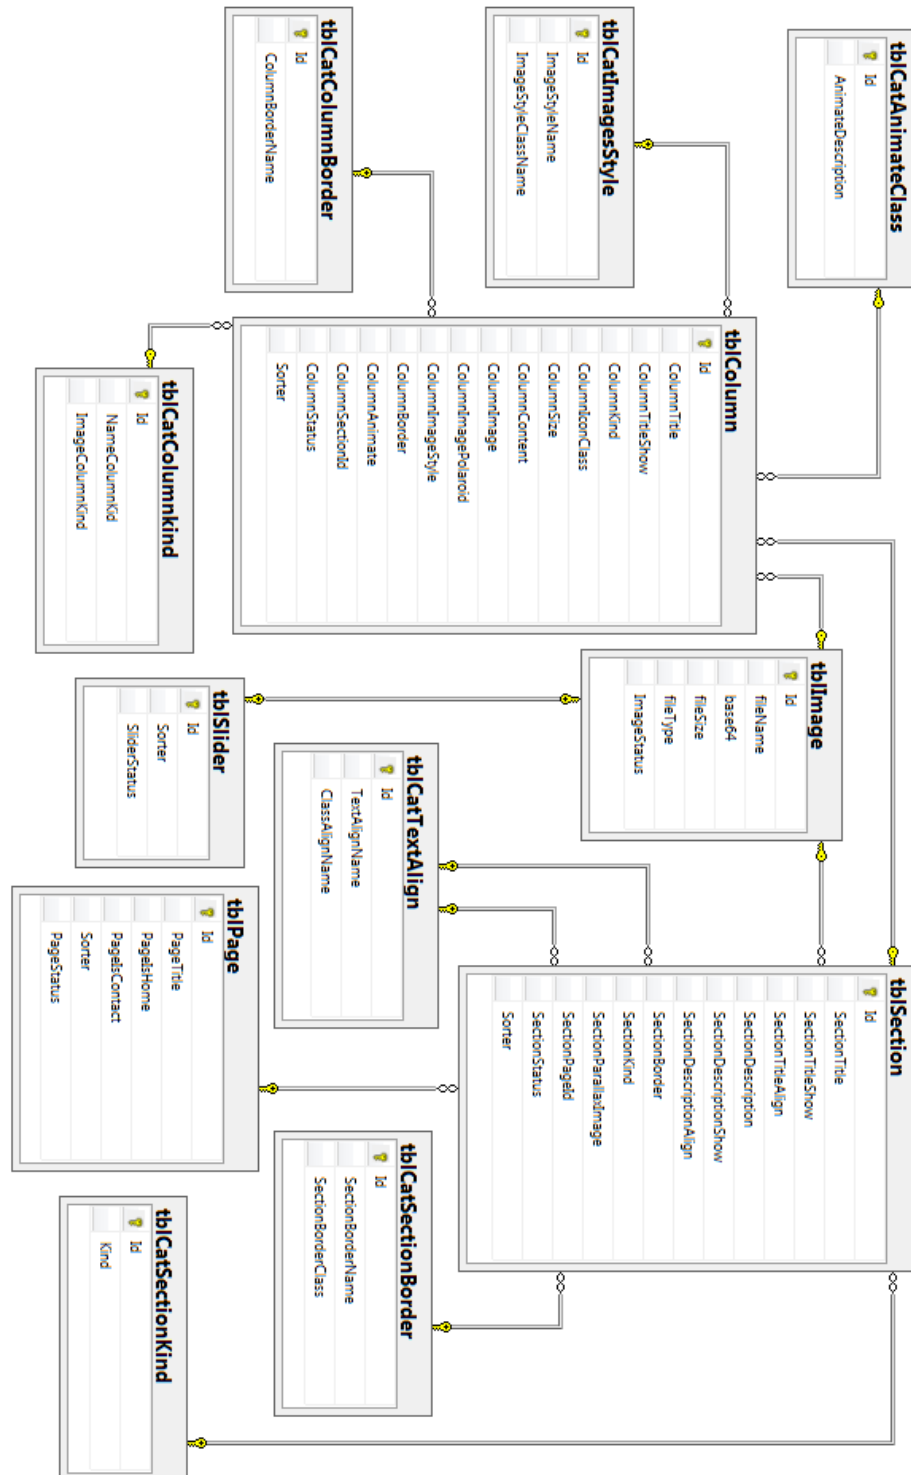 tblCatAnimateClass
Id
AnimateDescription
tblCatImagesStyle
Id
ImageStyleName
ImageStyleClassName
tblCatColumnBorder
Id
ColumnBorderName
tblColumn
Id
ColumnTitle
ColumnTitleShow
ColumnKind
ColumnIconClass
ColumnSize
ColumnContent
ColumnImage
ColumnImagePolaroid
ColumnImageStyle
ColumnBorder
ColumnAnimate
ColumnSectionId
ColumnStatus
Sorter
tblCatColumnkind
Id
NameColumnKid
ImageColumnKind
tblImage
Id
fileName
base64
fileSize
fileType
ImageStatus
tblSlider
Id
Sorter
SliderStatus
tblCatTextAlign
Id
TextAlignName
ClassAlignName
tblPage
Id
PageTitle
PageIsHome
PageIsContact
Sorter
PageStatus
tblSection
Id
SectionTitle
SectionTitleShow
SectionTitleAlign
SectionDescription
SectionDescriptionShow
SectionDescriptionAlign
SectionBorder
SectionKind
SectionParallaxImage
SectionPageId
SectionStatus
Sorter
tblCatSectionBorder
Id
SectionBorderName
SectionBorderClass
tblCatSectionKind
Id
Kind